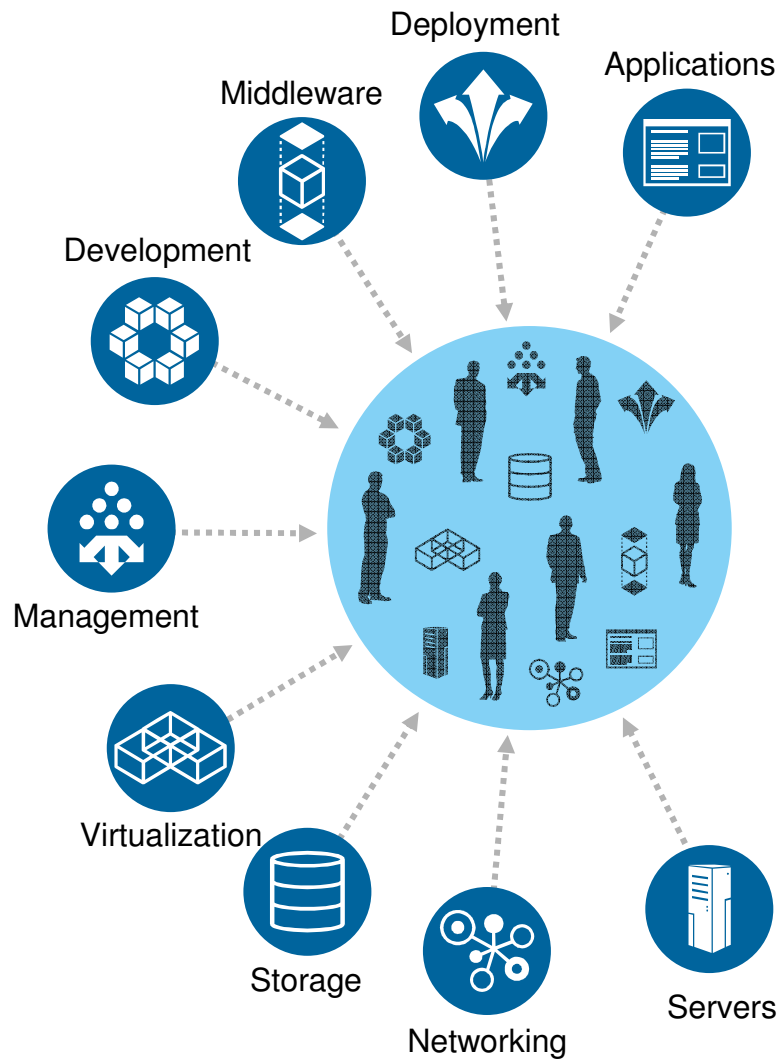 Deployment
Applications
Middleware
Development
Management
Virtualization
Storage
Servers
Networking